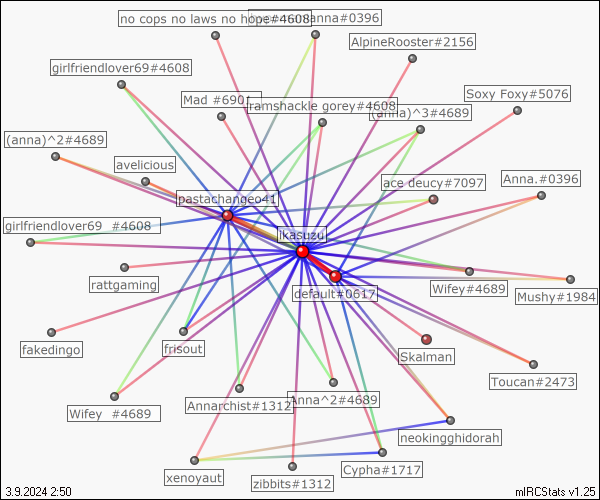 no cops no laws no hope#4608
anna#0396
AlpineRooster#2156
girlfriendlover69#4608
Soxy Foxy#5076
Mad #6901
ramshackle gorey#4608
(anna)^3#4689
(anna)^2#4689
avelicious
ace deucy#7097
Anna.#0396
pastachangeo41
girlfriendlover69 #4608
ikasuzu
rattgaming
default#0617
Wifey#4689
Mushy#1984
fakedingo
frisout
Skalman
Toucan#2473
Wifey #4689
Annarchist#1312
Anna^2#4689
neokingghidorah
xenoyaut
zibbits#1312
Cypha#1717
3.9.2024 2:50
mIRCStats v1.25